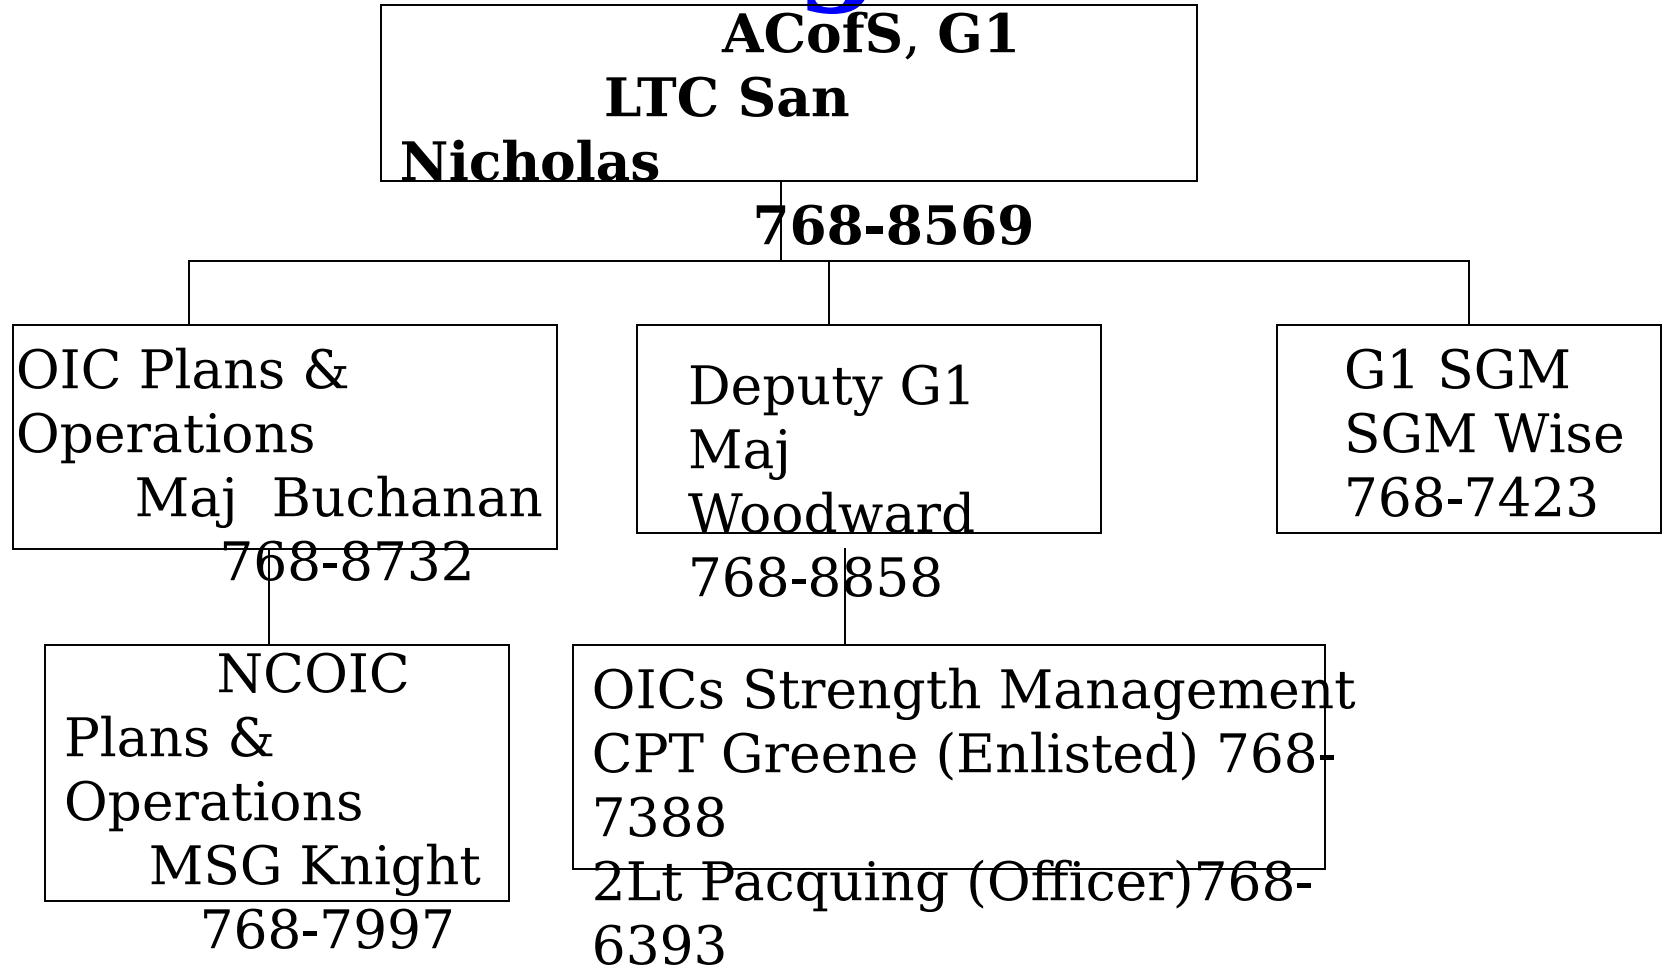 ACofS, G1
LTC San
Nicholas
768-8569
OIC Plans &
Operations
Maj  Buchanan
768-8732
Deputy G1
Maj
Woodward
768-8858
G1 SGM
SGM Wise
768-7423
NCOIC
Plans &
Operations
MSG Knight
768-7997
OICs Strength Management
CPT Greene (Enlisted) 768-
7388
2Lt Pacquing (Officer)768-
6393